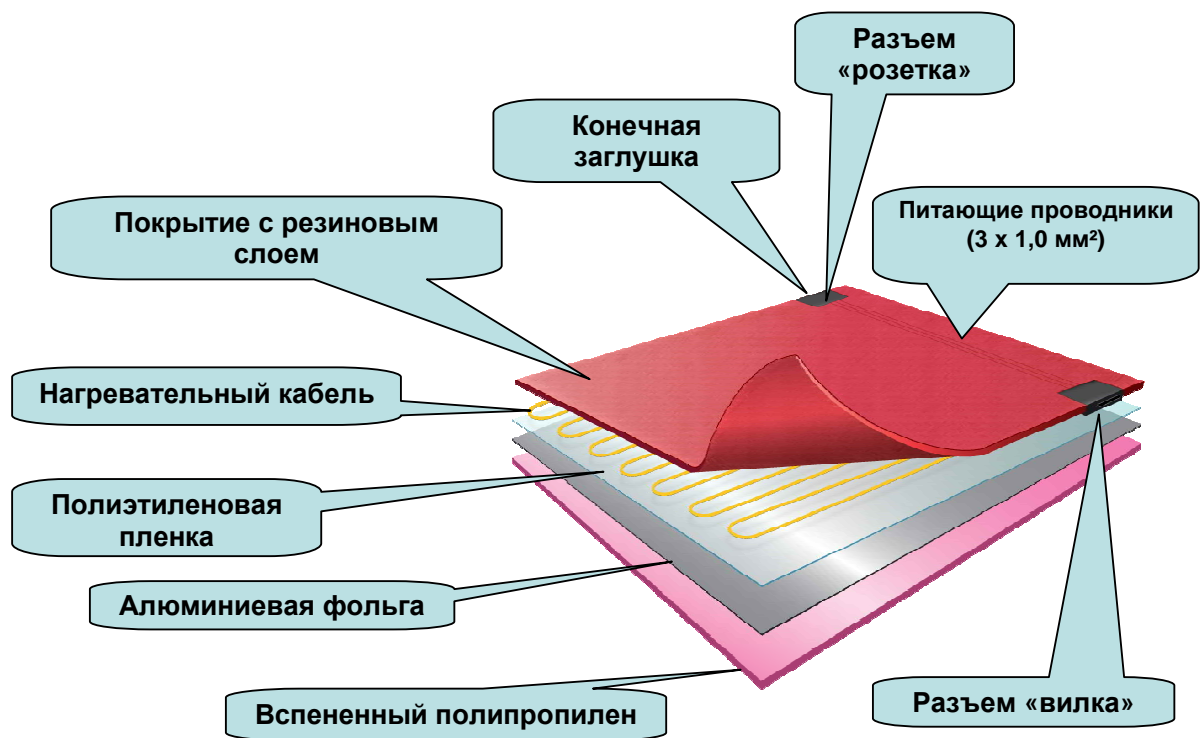 Разъем
«розетка»
Конечная
заглушка
Питающие проводники
(3 x 1,0 мм²)
Покрытие с резиновым
слоем
Нагревательный кабель
Полиэтиленовая
пленка
Алюминиевая фольга
Вспененный полипропилен
Разъем «вилка»